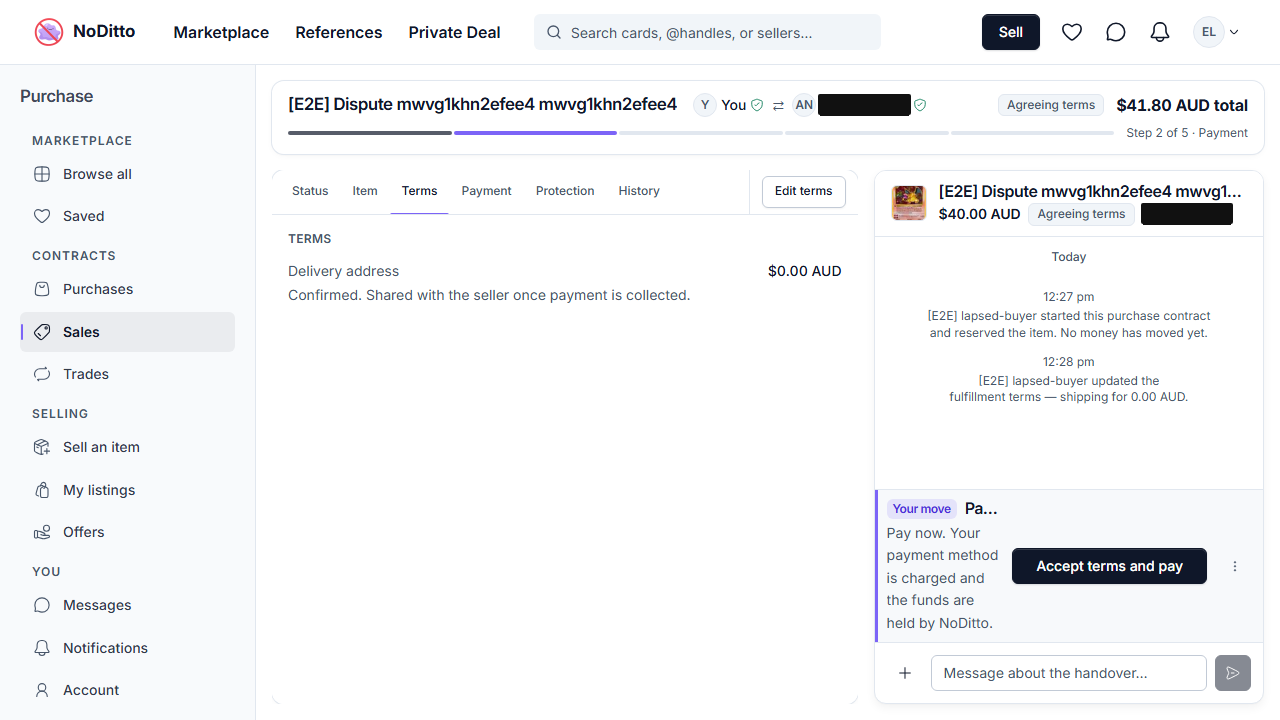 NoDitto
Marketplace
References
Private Deal
Search cards, @handles, or sellers...
Sell
EL
Purchase
MARKETPLACE
Browse all
Saved
CONTRACTS
Purchases
Sales
Trades
SELLING
Sell an item
My listings
Offers
YOU
Messages
Notifications
Account
[E2E] Dispute mwvg1khn2efee4 mwvg1khn2efee4
Y You
AN
Agreeing terms
$41.80 AUD total
Step 2 of 5 · Payment
Status
Item
Terms
Payment
Protection
History
Edit terms
TERMS
Delivery address
$0.00 AUD
Confirmed. Shared with the seller once payment is collected.
[E2E] Dispute mwvg1khn2efee4 mwvg1...
$40.00 AUD
Agreeing terms
Today
12:27 pm
[E2E] lapsed-buyer started this purchase contract
and reserved the item. No money has moved yet.
12:28 pm
[E2E] lapsed-buyer updated the
fulfillment terms — shipping for 0.00 AUD.
Your move
Pa...
Pay now. Your
payment method
is charged and
the funds are
held by NoDitto.
Accept terms and pay
Message about the handover...